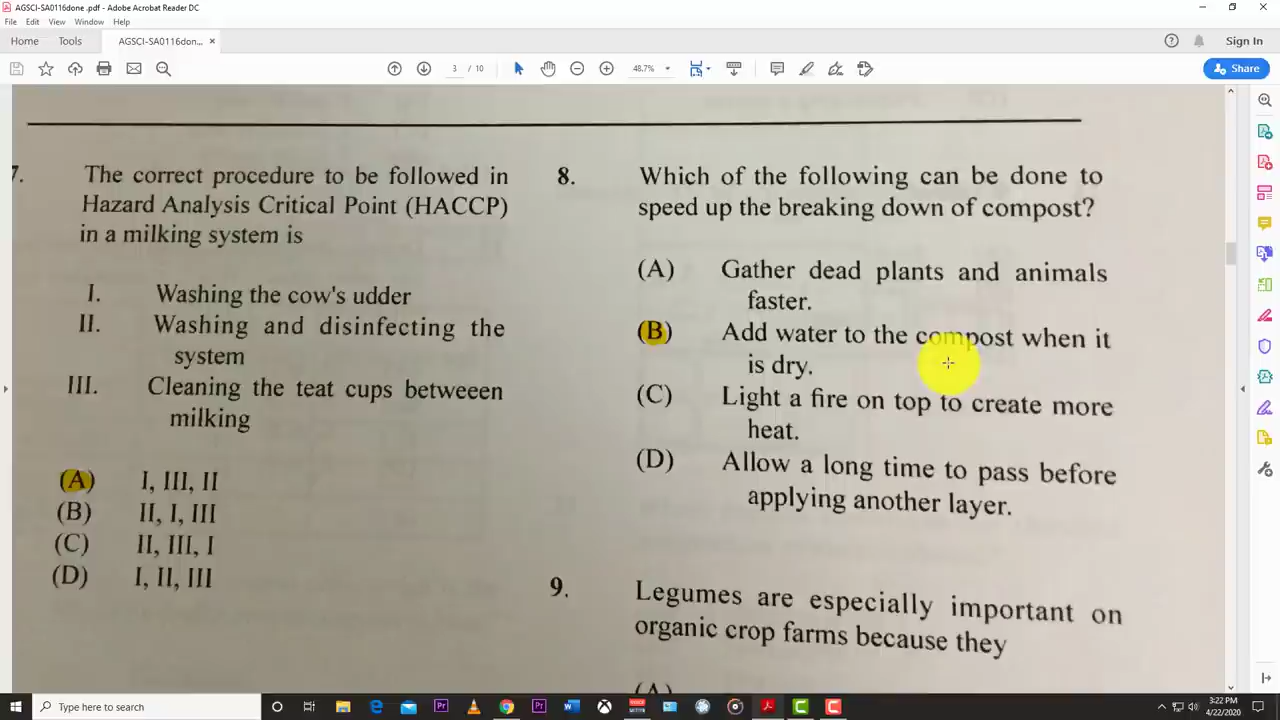 AGSCI-SA0116done .pdf - Adobe Acrobat Reader DC
File Edit View Window Help
Home Tools AGSCI-SA0116done... × Sign In
3 / 10 48.7% Share
7. The correct procedure to be followed in
Hazard Analysis Critical Point (HACCP)
in a milking system is
I. Washing the cow's udder
II. Washing and disinfecting the
system
III. Cleaning the teat cups betweeen
milking
(A) I, III, II
(B) II, I, III
(C) II, III, I
(D) I, II, III
8. Which of the following can be done to
speed up the breaking down of compost?
(A) Gather dead plants and animals
faster.
(B) Add water to the compost when it
is dry.
(C) Light a fire on top to create more
heat.
(D) Allow a long time to pass before
applying another layer.
9. Legumes are especially important on
organic crop farms because they
(A)
Type here to search
3:22 PM
4/22/2020